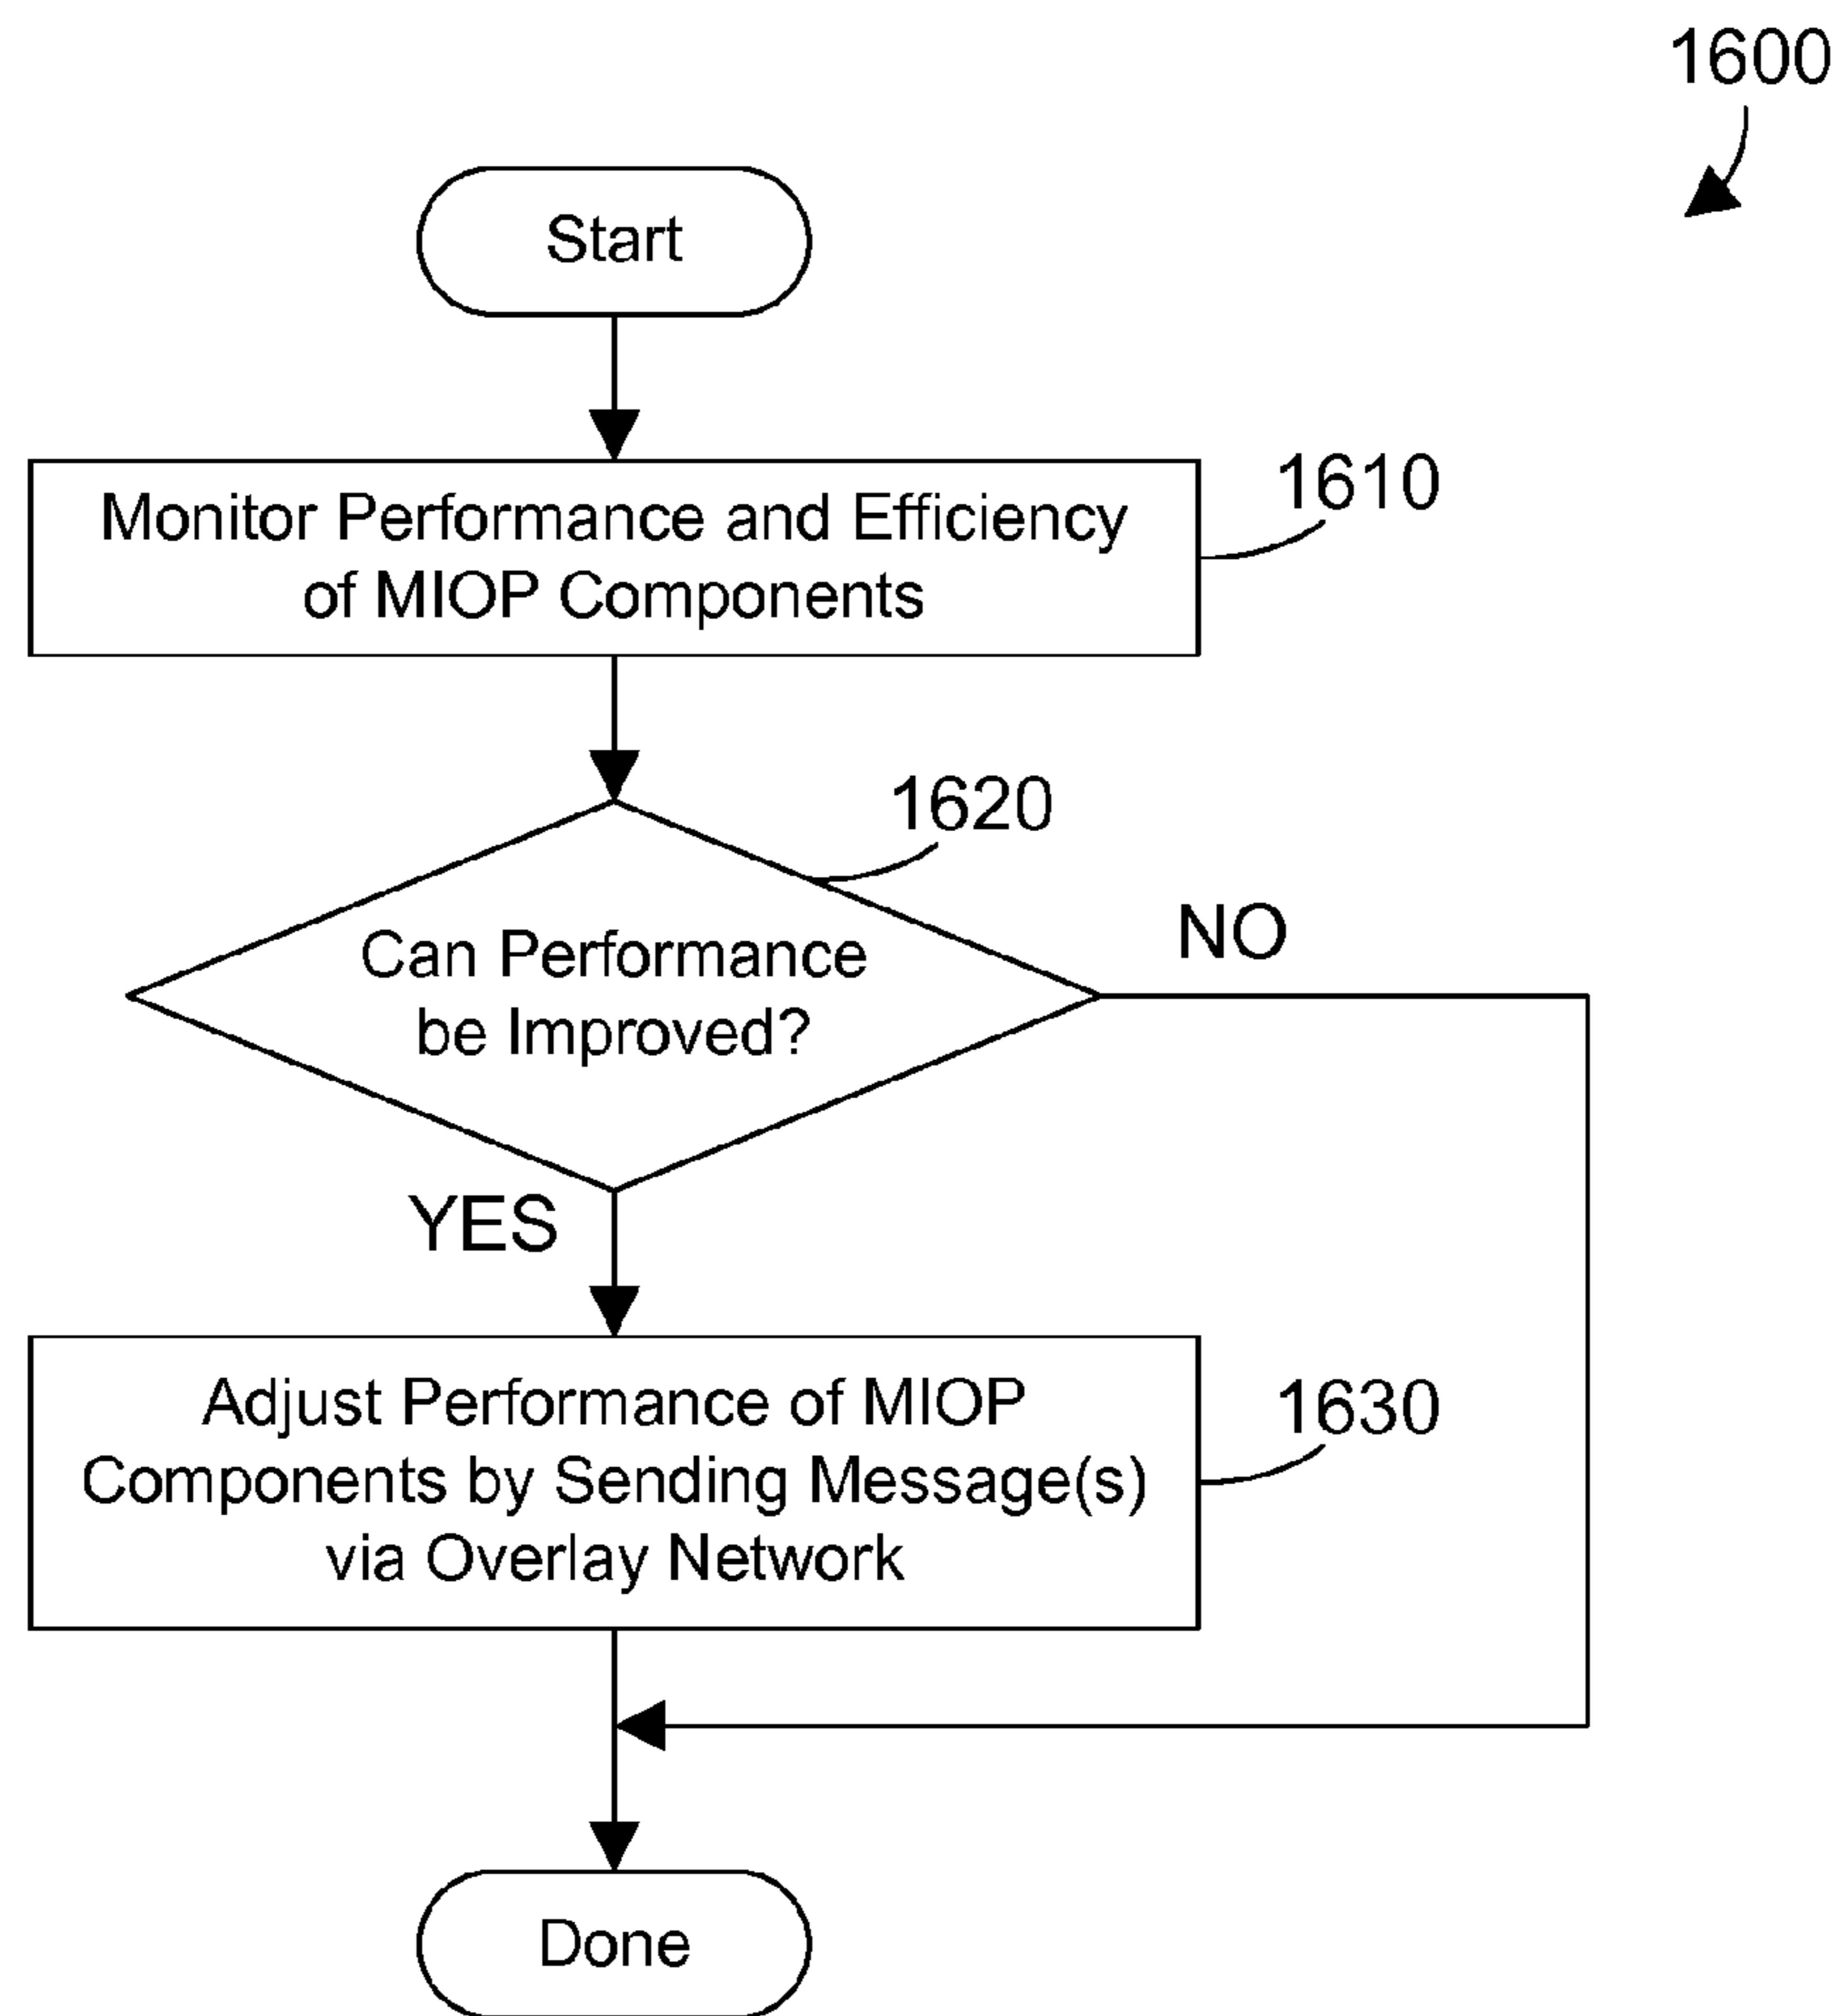 1600
Start
Monitor Performance and Efficiency
of MIOP Components
1610
1620
Can Performance
be Improved?
NO
YES
Adjust Performance of MIOP
Components by Sending Message(s)
via Overlay Network
1630
Done